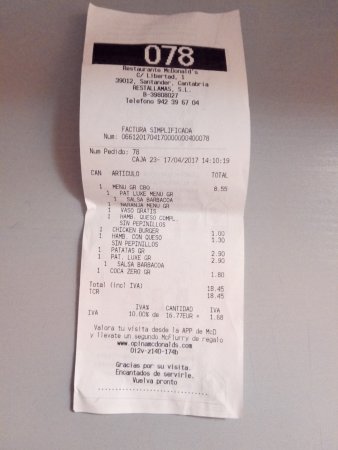 078
Restaurante McDonald's
C/ Libertad, 1
39012, Santander, Cantabria
RESTALLAMAS, S.L.
B-39808027
Telefono 942 39 67 04
FACTURA SIMPLIFICADA
Num:
Num Pedido: 78
CAJA 23- 17/04/2017 14:10:19
CAN ARTICULO TOTAL
1 MENU GR CBO 8.55
1 PAT LUXE MENU GR
1 SALSA BARBACOA
1 NARANJA MENU GR
1 VASO GRATIS
1 HAMB. QUESO COMPL.
SIN PEPINILLOS
1 CHICKEN BURGER 1.00
1 HAMB. CON QUESO 1.30
SIN PEPINILLOS
1 PATATAS GR 2.90
1 PAT. LUXE GR 2.90
1 SALSA BARBACOA
1 COCA ZERO GR 1.80
Total (incl IVA) 18.45
TCR 18.45
IVA% CANTIDAD IVA
IVA 10.00% de 16.77EUR = 1.68
Valora tu visita desde la APP de McD
y llevate un segundo McFlurry de regalo
www.opinamcdonalds.com
Gracias por su visita.
Encantados de servirle.
Vuelva pronto